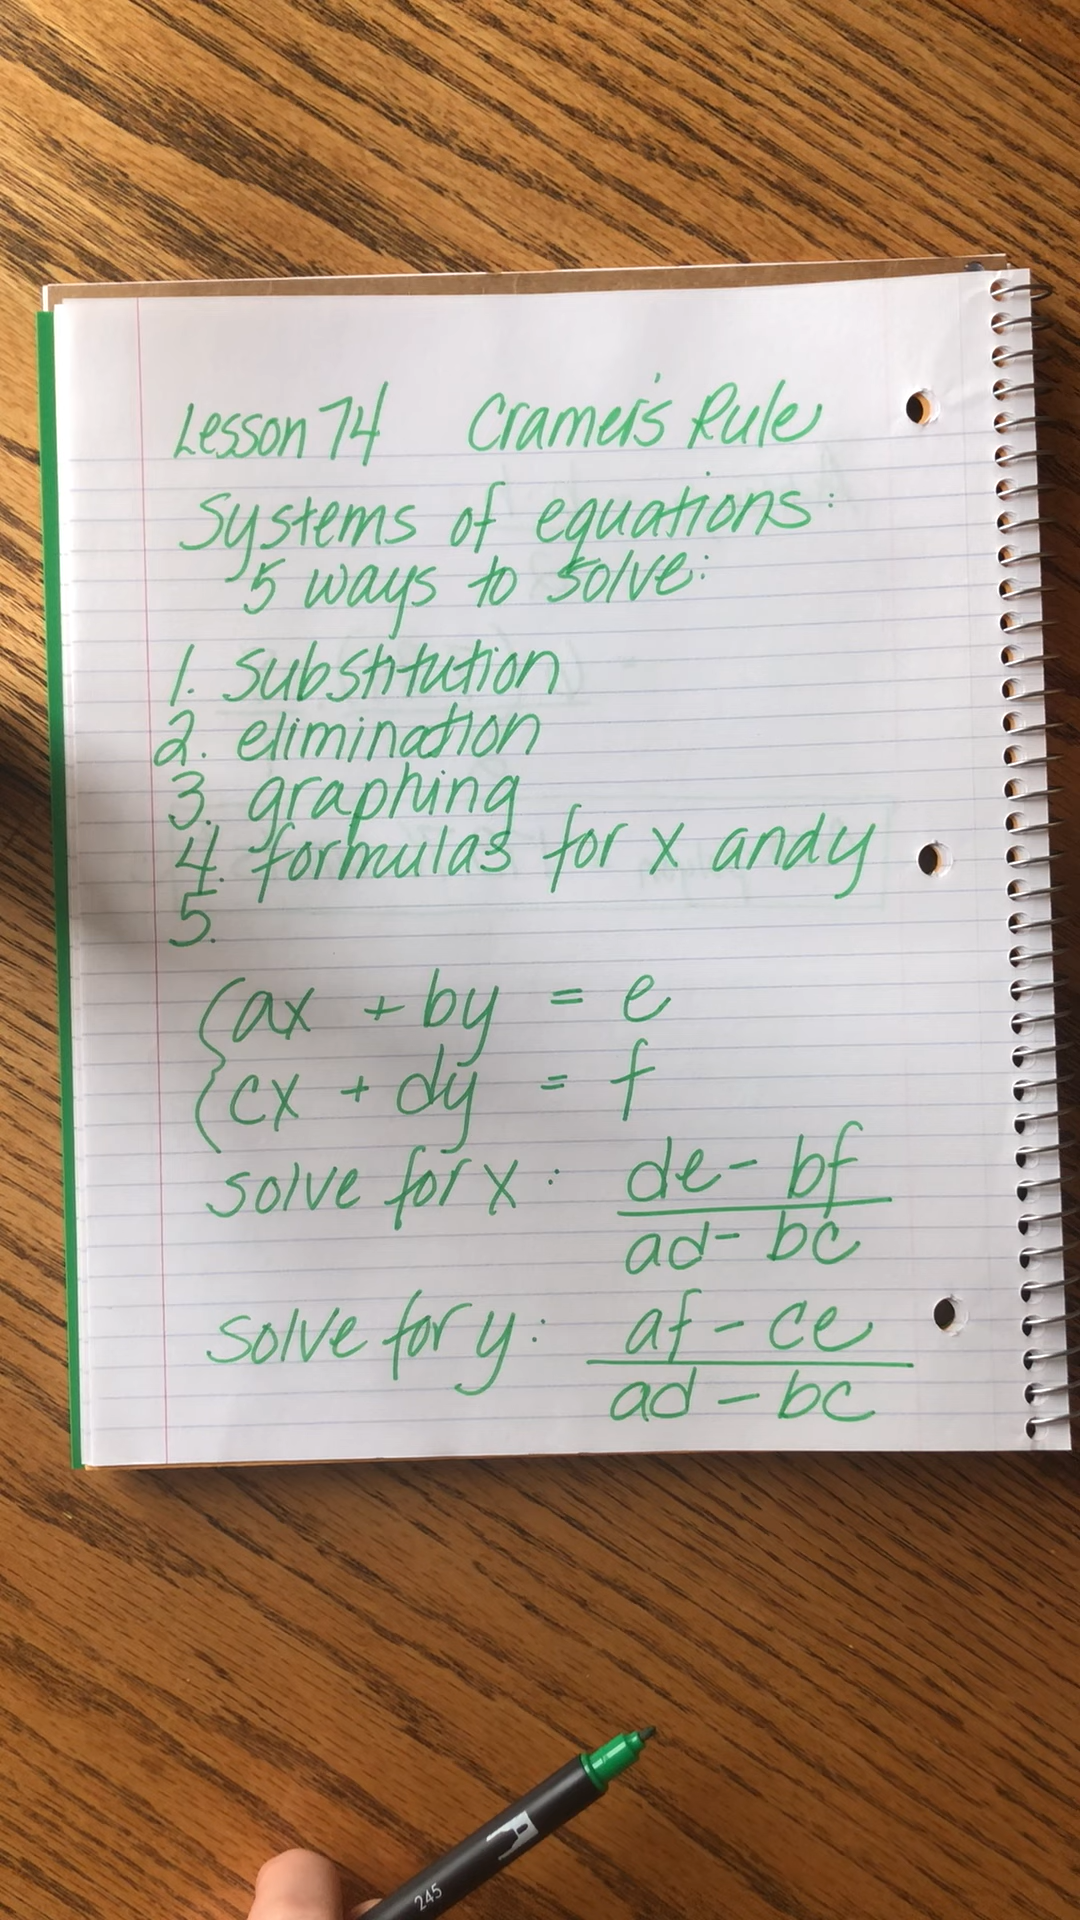 Lesson 74 Cramer's Rule
Systems of equations:
5 ways to solve:
1. substitution
2. elimination
3. graphing
4. formulas for x and y
5.
ax + by = e
cx + dy = f
solve for x: de - bf
ad - bc
solve for y: af - ce
ad - bc
245